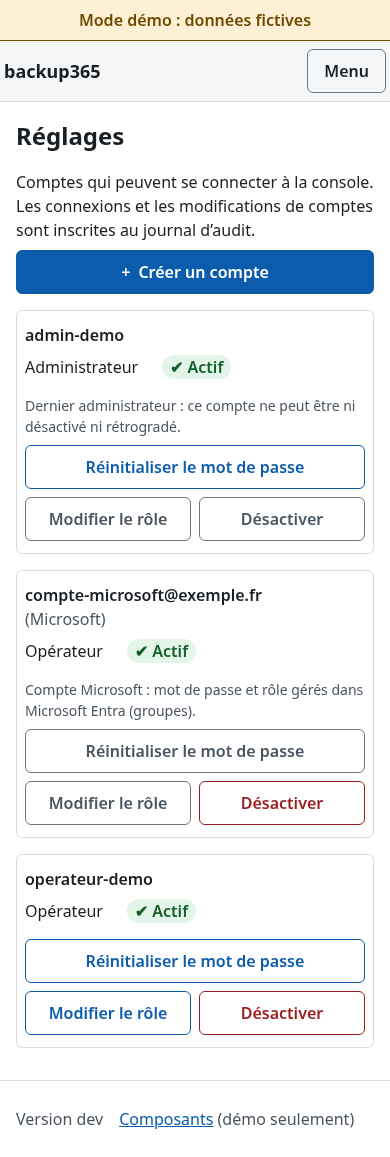 Mode démo : données fictives
backup365
Menu
Réglages
Comptes qui peuvent se connecter à la console.
Les connexions et les modifications de comptes
sont inscrites au journal d’audit.
+ Créer un compte
admin-demo
Administrateur ✔ Actif
Dernier administrateur : ce compte ne peut être ni
désactivé ni rétrogradé.
Réinitialiser le mot de passe
Modifier le rôle
Désactiver
compte-microsoft@exemple.fr
(Microsoft)
Opérateur ✔ Actif
Compte Microsoft : mot de passe et rôle gérés dans
Microsoft Entra (groupes).
Réinitialiser le mot de passe
Modifier le rôle
Désactiver
operateur-demo
Opérateur ✔ Actif
Réinitialiser le mot de passe
Modifier le rôle
Désactiver
Version dev Composants (démo seulement)